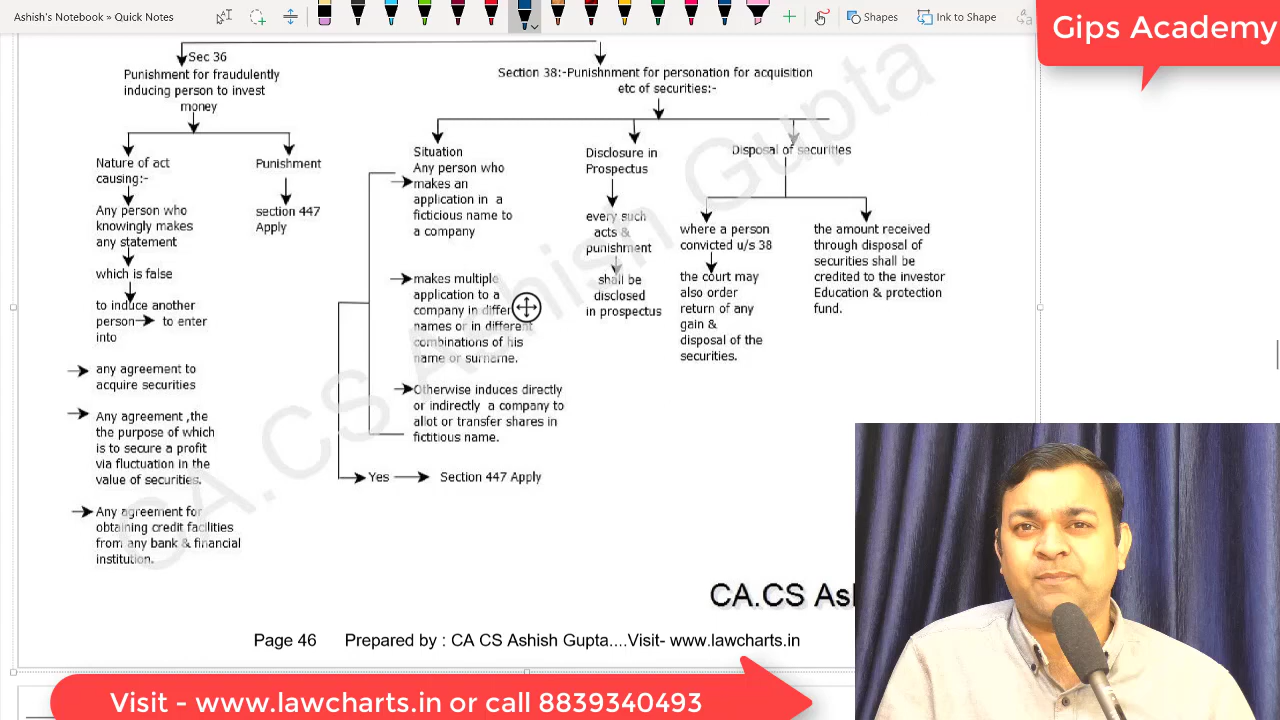 Ashish's Notebook » Quick Notes
Shapes
Ink to Shape
Gips Academy
Sec 36
Punishment for fraudulently
inducing person to invest
money
Nature of act
causing:-
Any person who
knowingly makes
any statement
which is false
to induce another
person to enter
into
any agreement to
acquire securities
Any agreement ,the
the purpose of which
is to secure a profit
via fluctuation in the
value of securities.
Any agreement for
obtaining credit facilities
from any bank & financial
institution.
Punishment
section 447
Apply
Section 38:-Punishnment for personation for acquisition
etc of securities:-
Situation
Any person who
makes an
application in a
ficticious name to
a company
makes multiple
application to a
company in differ
names or in different
combinations of his
name or surname.
Otherwise induces directly
or indirectly a company to
allot or transfer shares in
fictitious name.
Yes
Section 447 Apply
Disclosure in
Prospectus
every such
acts &
punishment
shall be
disclosed
in prospectus
Disposal of securities
where a person
convicted u/s 38
the court may
also order
return of any
gain &
disposal of the
securities.
the amount received
through disposal of
securities shall be
credited to the investor
Education & protection
fund.
CA.CS Ashish Gupta
CA.CS As
Page 46 Prepared by : CA CS Ashish Gupta....Visit- www.lawcharts.in
Visit - www.lawcharts.in or call 8839340493